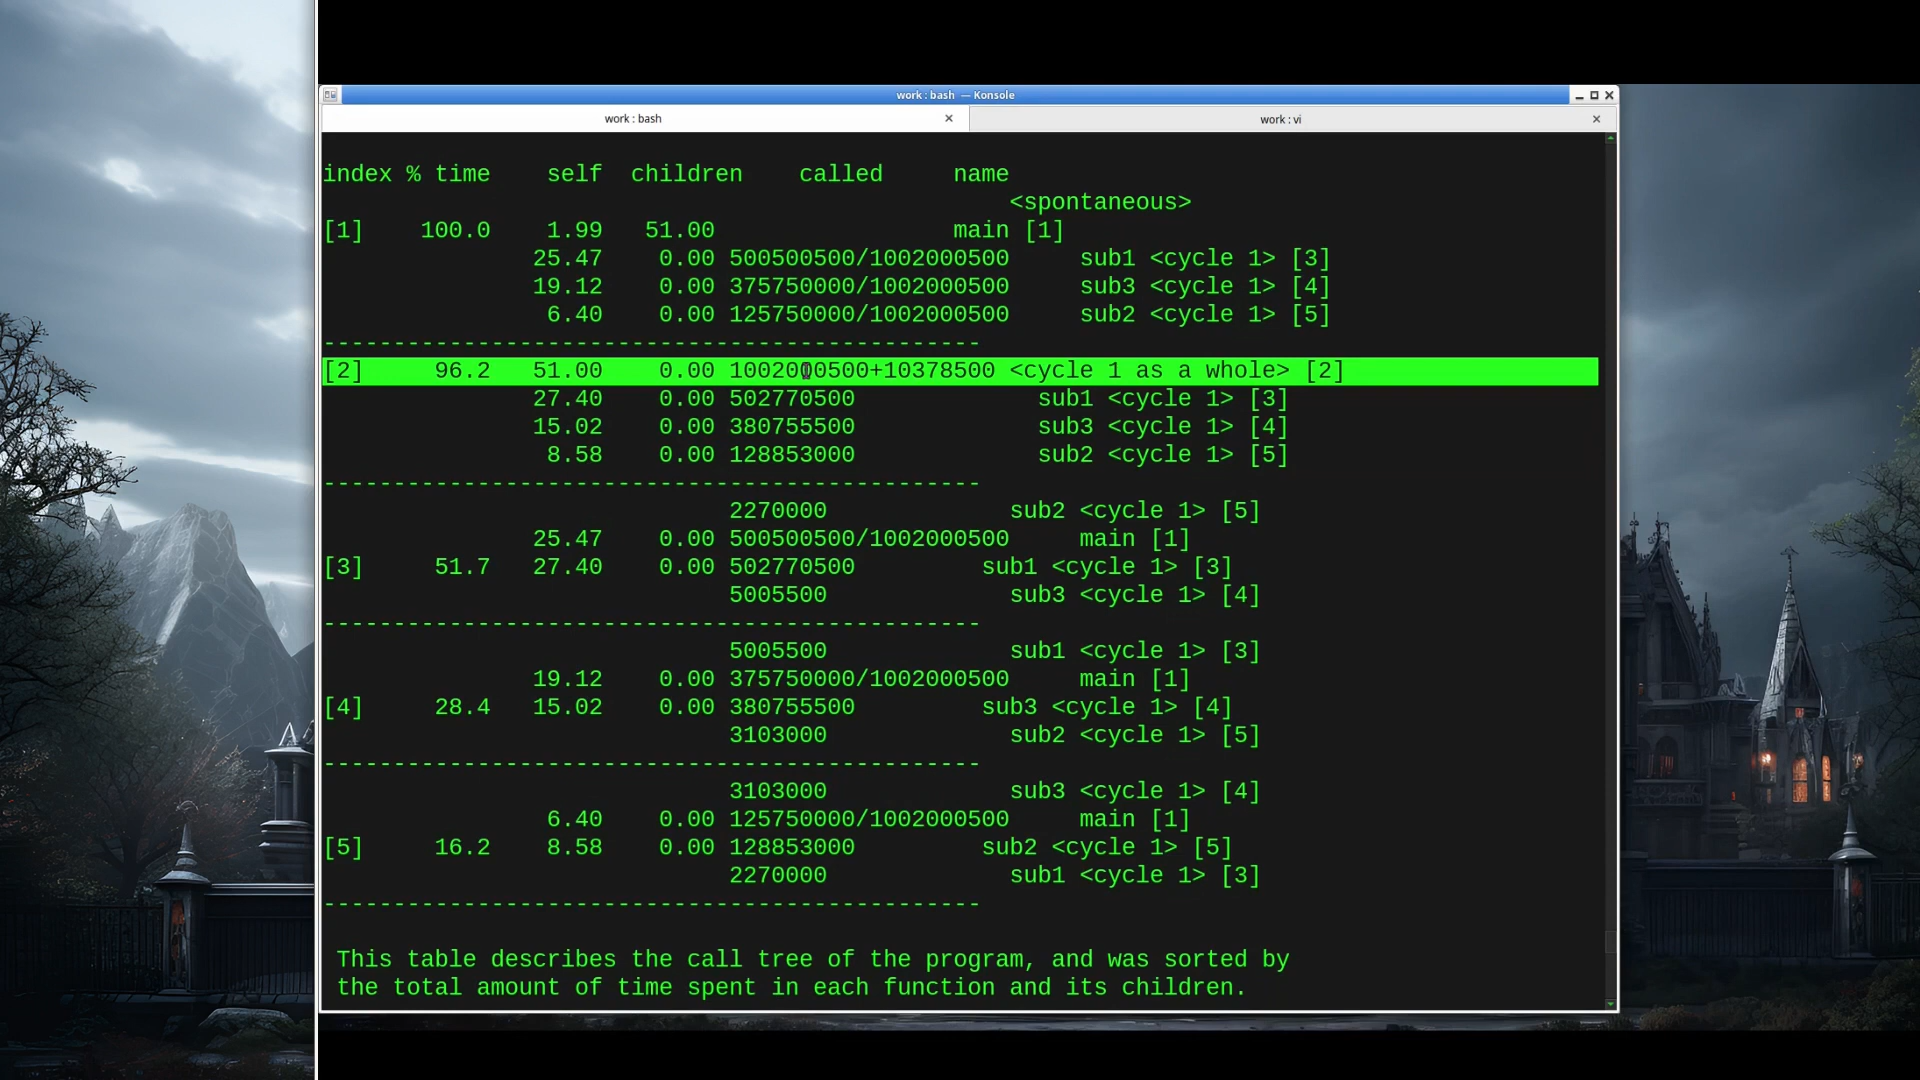 work : bash — Konsole
work : bash
work : vi
index % time    self  children    called     name
                                                 <spontaneous>
[1]    100.0    1.99   51.00                 main [1]
               25.47    0.00 500500500/1002000500     sub1 <cycle 1> [3]
               19.12    0.00 375750000/1002000500     sub3 <cycle 1> [4]
                6.40    0.00 125750000/1002000500     sub2 <cycle 1> [5]
-----------------------------------------------
[2]     96.2   51.00    0.00 1002000500+10378500 <cycle 1 as a whole> [2]
               27.40    0.00 502770500             sub1 <cycle 1> [3]
               15.02    0.00 380755500             sub3 <cycle 1> [4]
                8.58    0.00 128853000             sub2 <cycle 1> [5]
-----------------------------------------------
                             2270000             sub2 <cycle 1> [5]
               25.47    0.00 500500500/1002000500     main [1]
[3]     51.7   27.40    0.00 502770500         sub1 <cycle 1> [3]
                             5005500             sub3 <cycle 1> [4]
-----------------------------------------------
                             5005500             sub1 <cycle 1> [3]
               19.12    0.00 375750000/1002000500     main [1]
[4]     28.4   15.02    0.00 380755500         sub3 <cycle 1> [4]
                             3103000             sub2 <cycle 1> [5]
-----------------------------------------------
                             3103000             sub3 <cycle 1> [4]
                6.40    0.00 125750000/1002000500     main [1]
[5]     16.2    8.58    0.00 128853000         sub2 <cycle 1> [5]
                             2270000             sub1 <cycle 1> [3]
-----------------------------------------------
This table describes the call tree of the program, and was sorted by
the total amount of time spent in each function and its children.